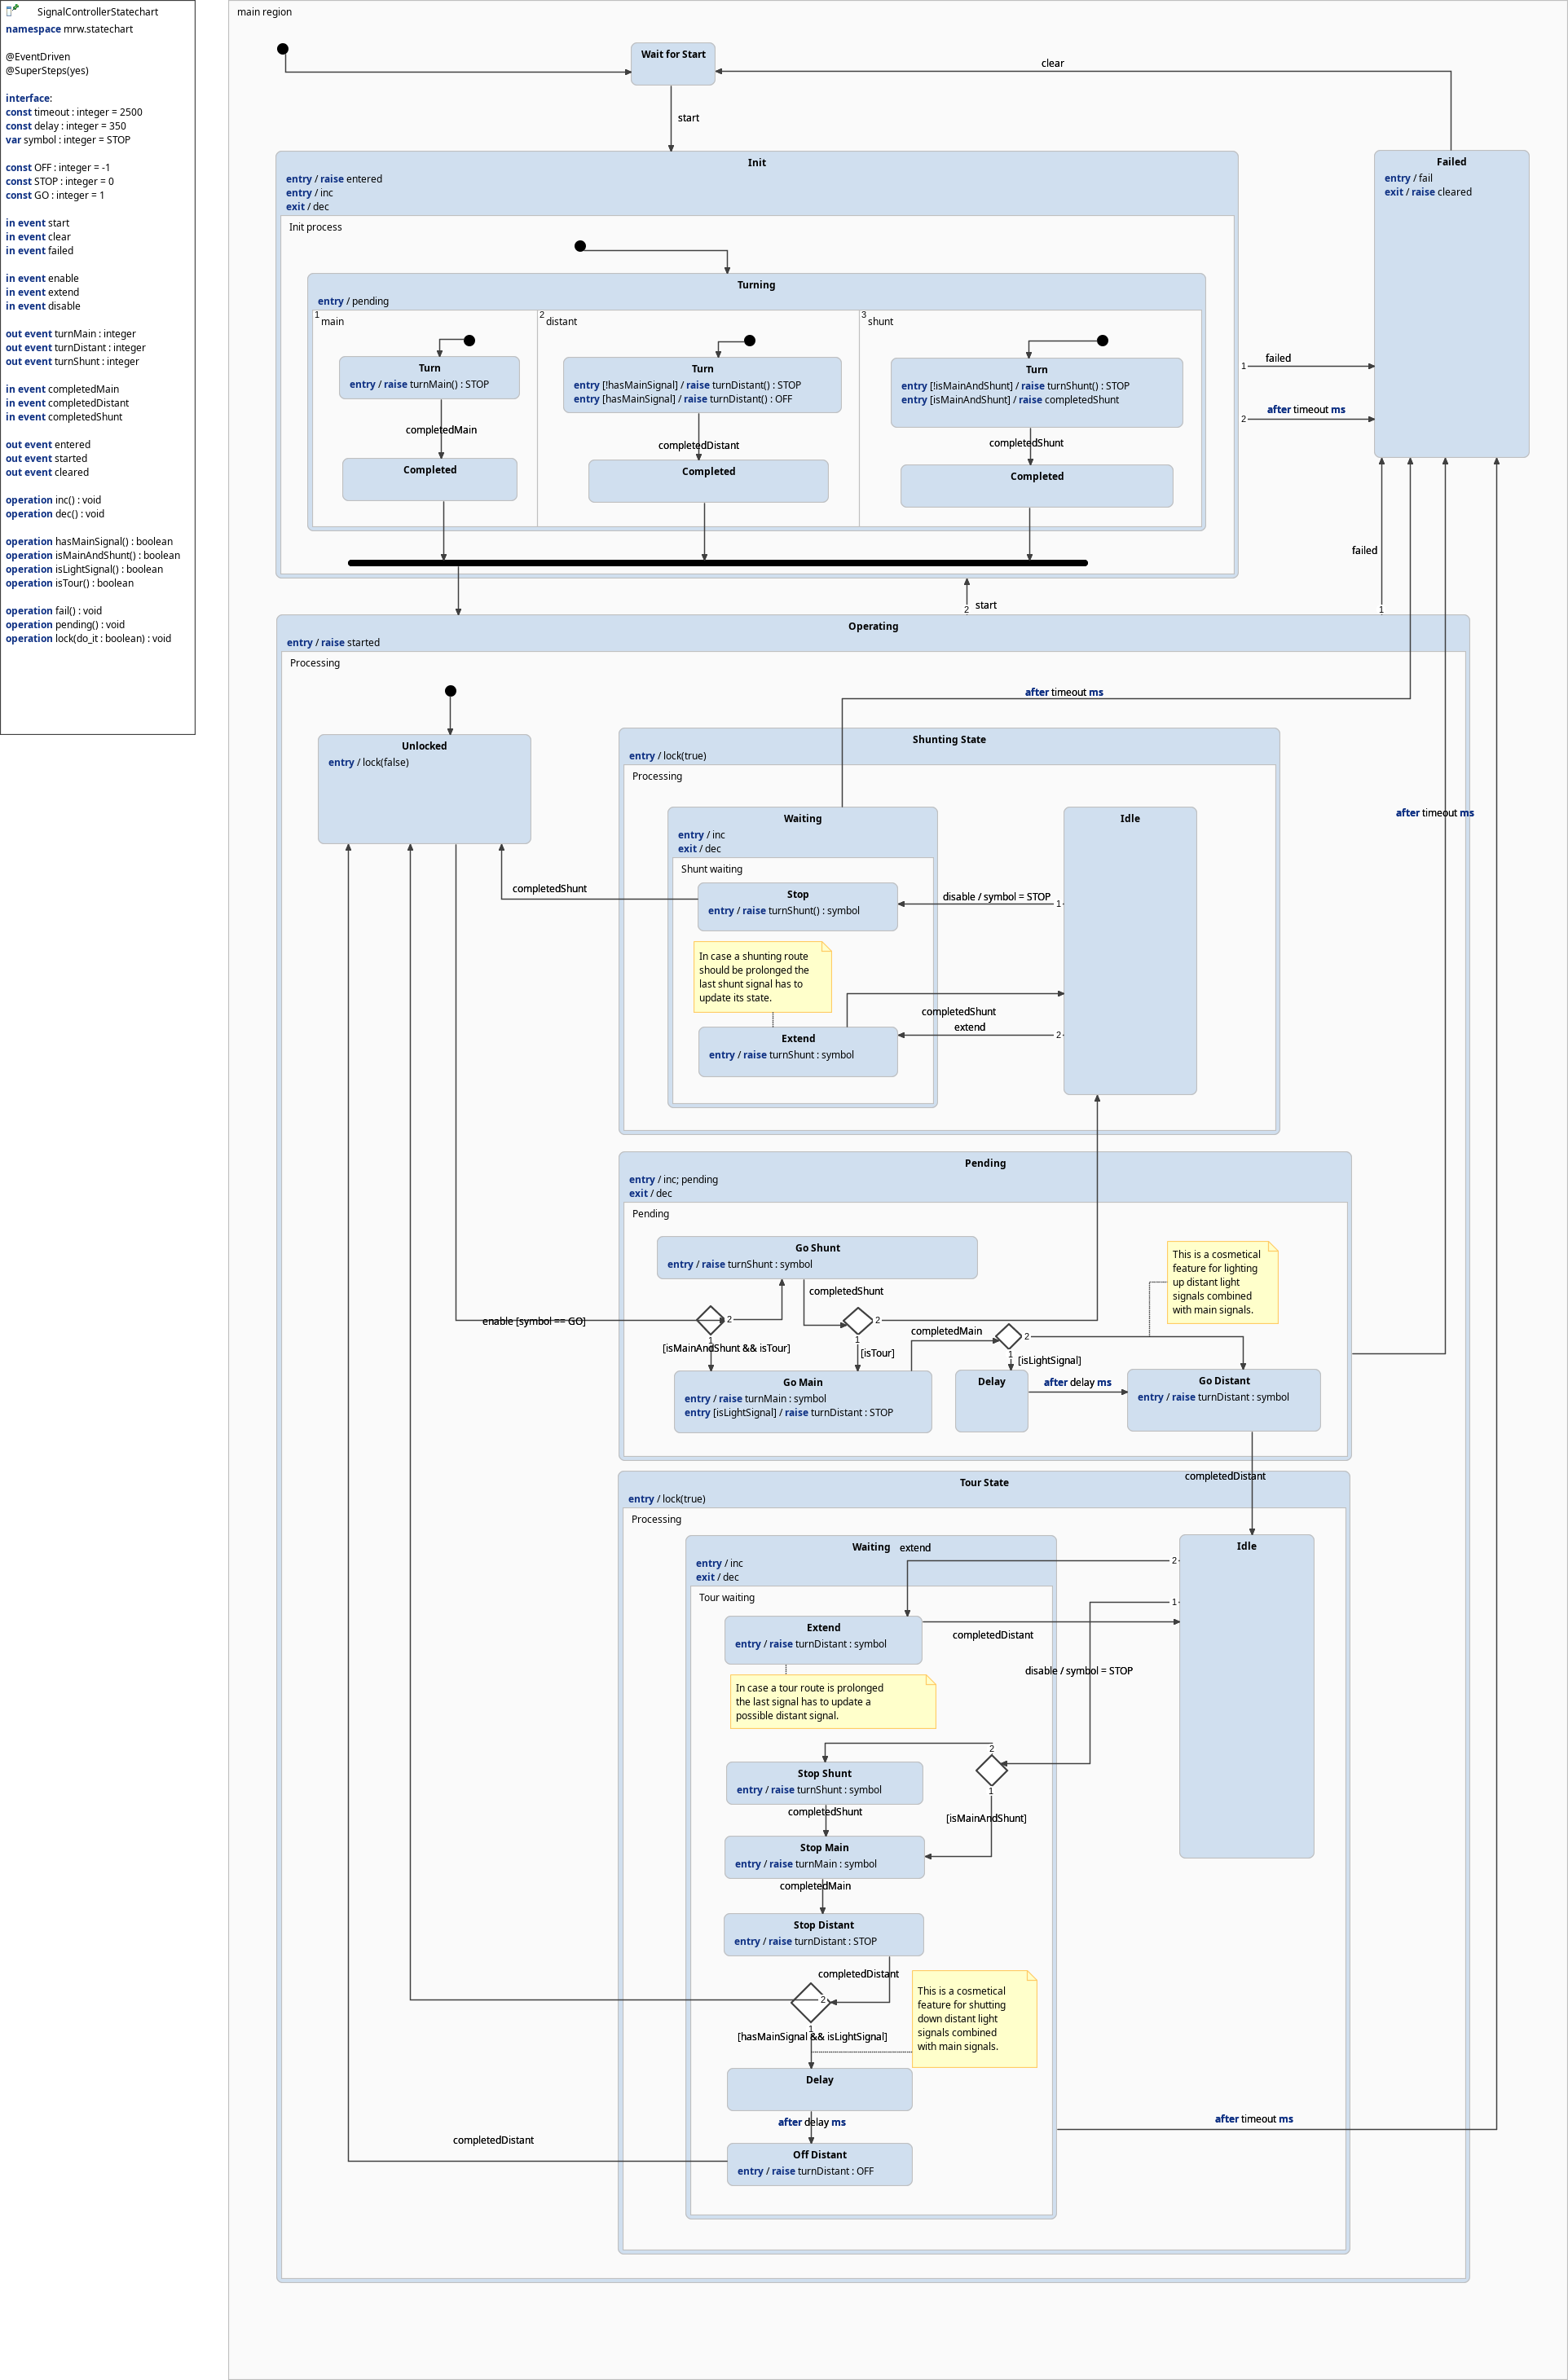 SignalControllerStatechart
namespace mrw.statechart
@EventDriven
@SuperSteps(yes)
interface:
const timeout : integer = 2500
const delay : integer = 350
var symbol : integer = STOP
const OFF : integer = -1
const STOP : integer = 0
const GO : integer = 1
in event start
in event clear
in event failed
in event enable
in event extend
in event disable
out event turnMain : integer
out event turnDistant : integer
out event turnShunt : integer
in event completedMain
in event completedDistant
in event completedShunt
out event entered
out event started
out event cleared
operation inc() : void
operation dec() : void
operation hasMainSignal() : boolean
operation isMainAndShunt() : boolean
operation isLightSignal() : boolean
operation isTour() : boolean
operation fail() : void
operation pending() : void
operation lock(do_it : boolean) : void
main region
Wait for Start
clear
start
Init
entry / raise entered
entry / inc
exit / dec
Init process
Turning
entry / pending
1
main
Turn
entry / raise turnMain() : STOP
completedMain
Completed
2
distant
Turn
entry [!hasMainSignal] / raise turnDistant() : STOP
entry [hasMainSignal] / raise turnDistant() : OFF
completedDistant
Completed
3
shunt
Turn
entry [!isMainAndShunt] / raise turnShunt() : STOP
entry [isMainAndShunt] / raise completedShunt
completedShunt
Completed
Failed
entry / fail
exit / raise cleared
1
failed
2
after timeout ms
failed
1
2
start
Operating
entry / raise started
Processing
after timeout ms
Unlocked
entry / lock(false)
Shunting State
entry / lock(true)
Processing
Waiting
entry / inc
exit / dec
Shunt waiting
Idle
after timeout ms
Stop
entry / raise turnShunt() : symbol
completedShunt
disable / symbol = STOP
1
In case a shunting route
should be prolonged the
last shunt signal has to
update its state.
completedShunt
extend
2
Extend
entry / raise turnShunt : symbol
Pending
entry / inc; pending
exit / dec
Pending
Go Shunt
entry / raise turnShunt : symbol
This is a cosmetical
feature for lighting
up distant light
signals combined
with main signals.
completedShunt
enable [symbol == GO]
2
1
[isMainAndShunt && isTour]
2
1
[isTour]
completedMain
2
1
[isLightSignal]
Go Main
entry / raise turnMain : symbol
entry [isLightSignal] / raise turnDistant : STOP
Delay
after delay ms
Go Distant
entry / raise turnDistant : symbol
completedDistant
Tour State
entry / lock(true)
Processing
Waiting
entry / inc
exit / dec
Tour waiting
extend
2
Idle
1
Extend
entry / raise turnDistant : symbol
completedDistant
disable / symbol = STOP
In case a tour route is prolonged
the last signal has to update a
possible distant signal.
2
1
Stop Shunt
entry / raise turnShunt : symbol
completedShunt
[isMainAndShunt]
Stop Main
entry / raise turnMain : symbol
completedMain
Stop Distant
entry / raise turnDistant : STOP
completedDistant
This is a cosmetical
feature for shutting
down distant light
signals combined
with main signals.
2
1
[hasMainSignal && isLightSignal]
Delay
after delay ms
after timeout ms
completedDistant
Off Distant
entry / raise turnDistant : OFF